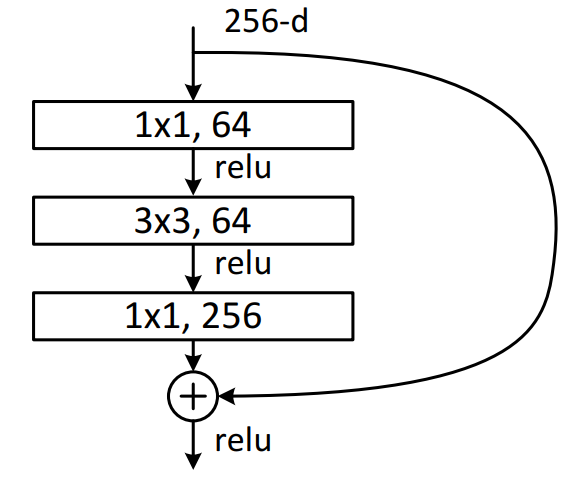 256-d
1x1, 64
relu
3x3, 64
relu
1x1, 256
relu